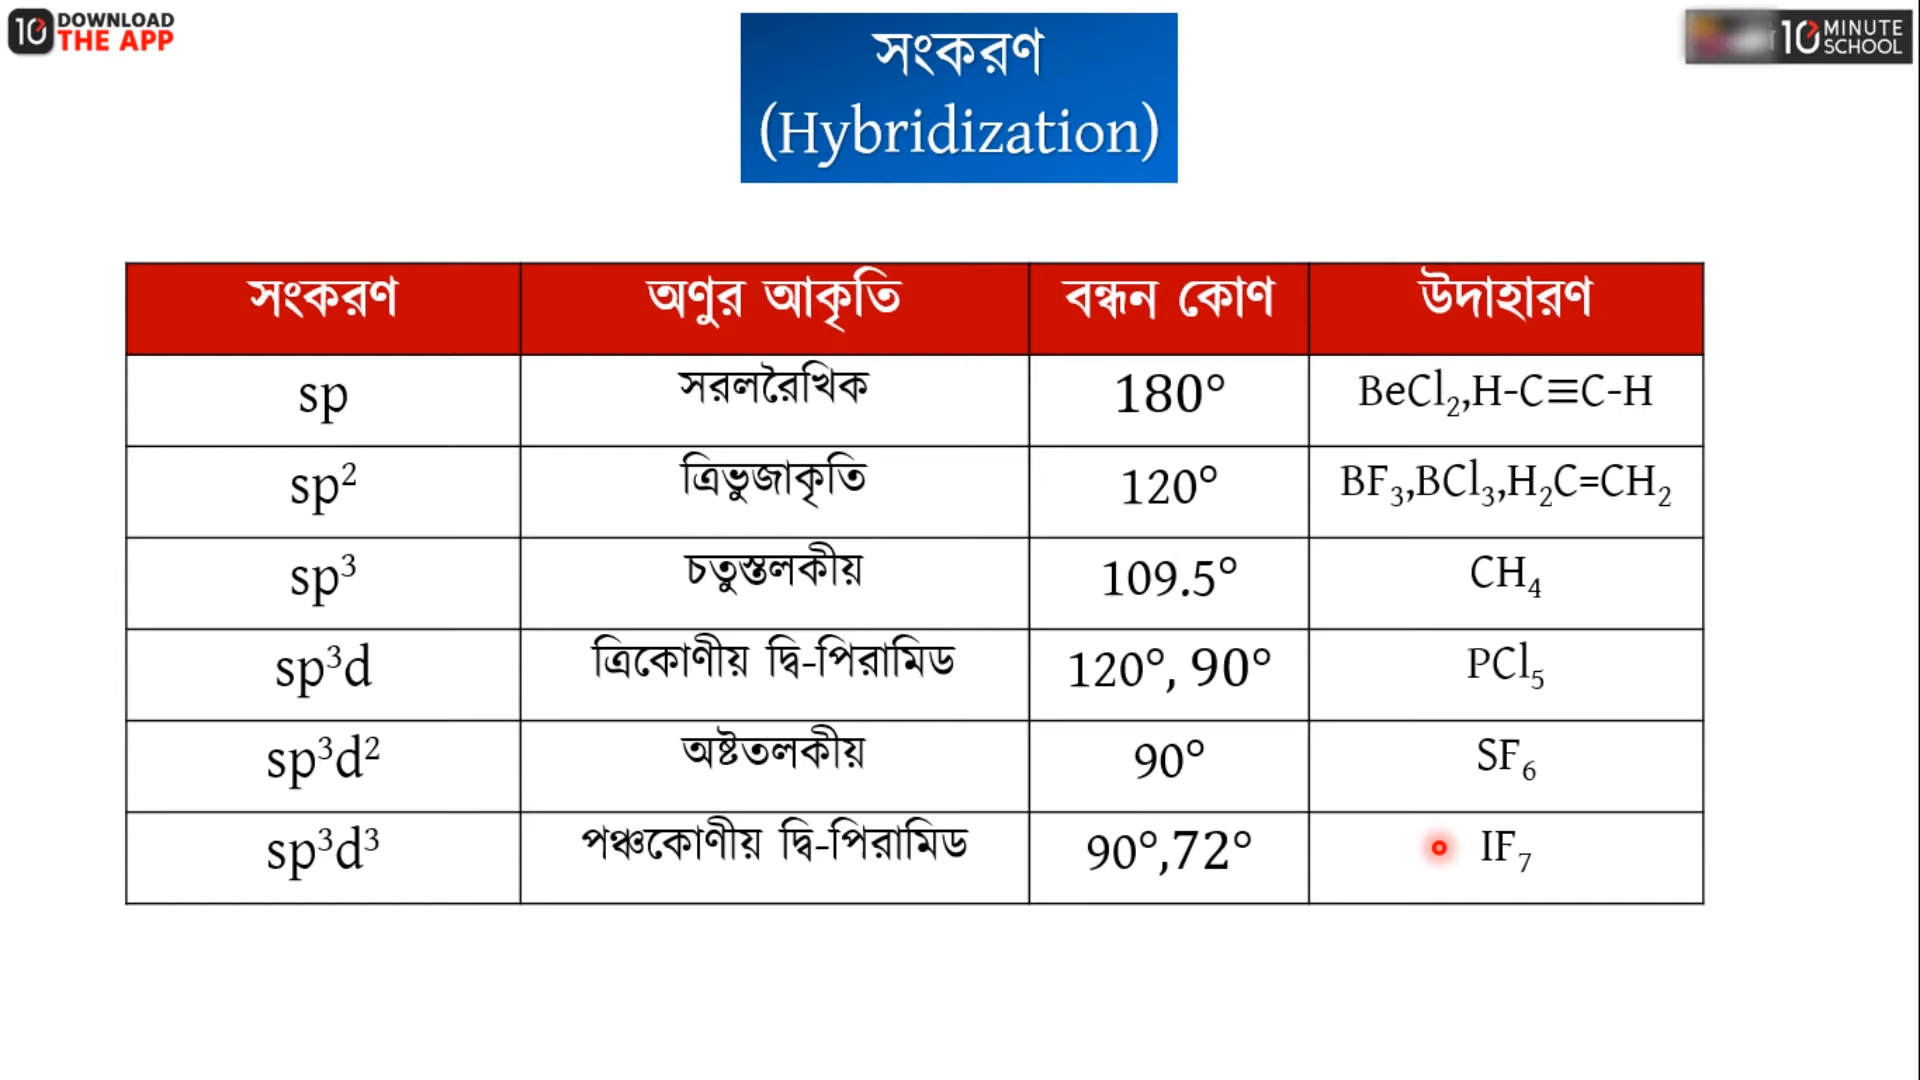 10 DOWNLOAD THE APP
10 MINUTE SCHOOL
সংকরণ
(Hybridization)
সংকরণ অণুর আকৃতি বন্ধন কোণ উদাহারণ
sp সরলরৈখিক 180° BeCl₂,H-C≡C-H
sp² ত্রিভুজাকৃতি 120° BF₃,BCl₃,H₂C=CH₂
sp³ চতুস্তলকীয় 109.5° CH₄
sp³d ত্রিকোণীয় দ্বি-পিরামিড 120°, 90° PCl₅
sp³d² অষ্টতলকীয় 90° SF₆
sp³d³ পঞ্চকোণীয় দ্বি-পিরামিড 90°,72° IF₇